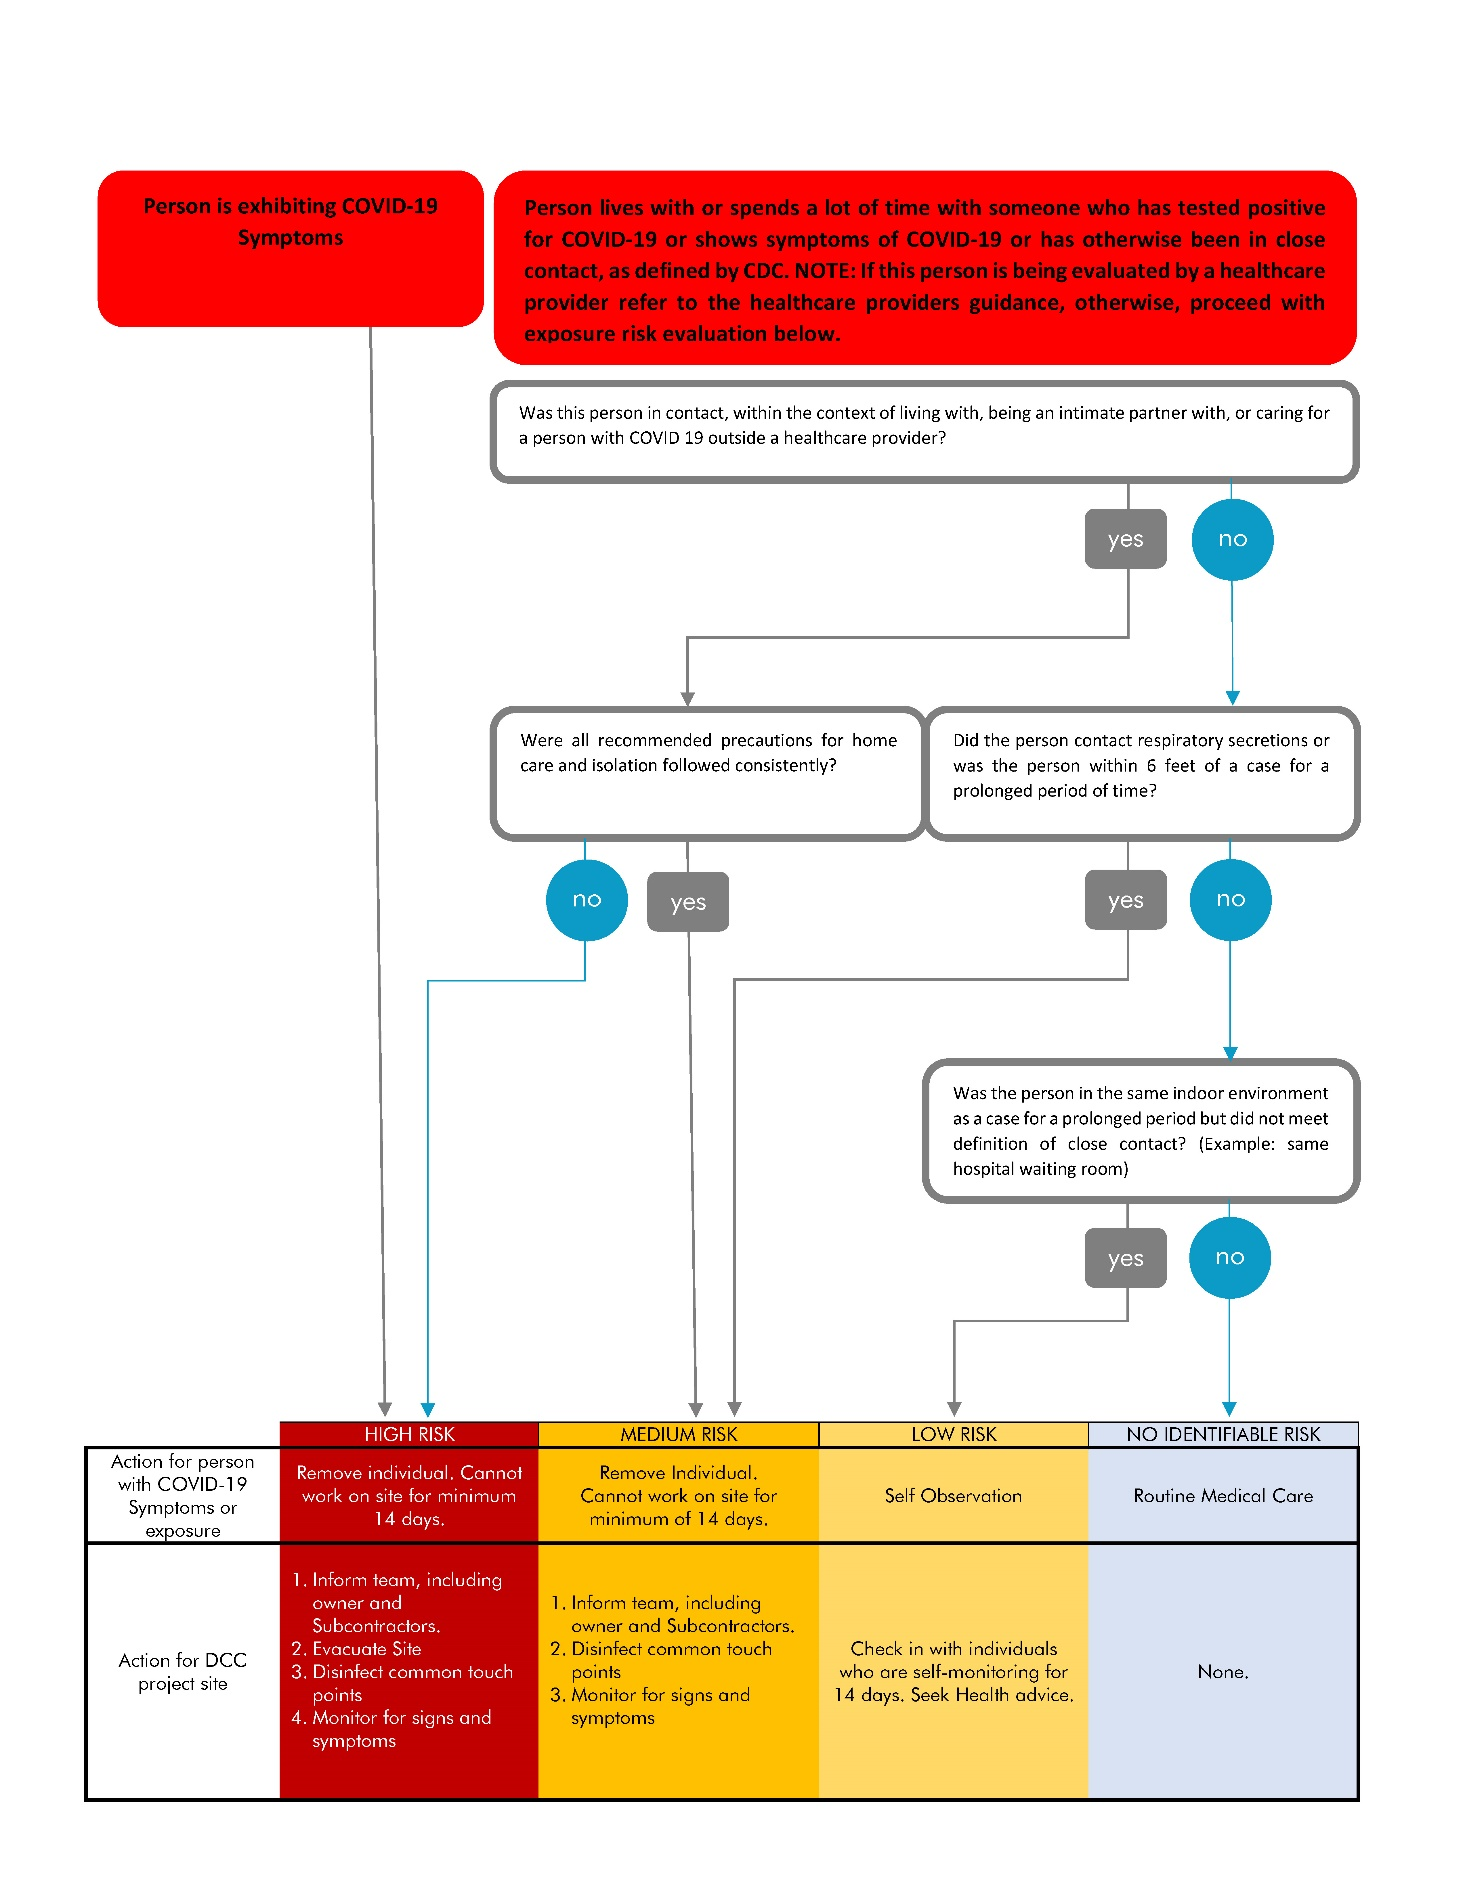 Person is exhibiting COVID-19
Symptoms
Person lives with or spends a lot of time with someone who has tested positive
for COVID-19 or shows symptoms of COVID-19 or has otherwise been in close
contact, as defined by CDC. NOTE: If this person is being evaluated by a healthcare
provider refer to the healthcare providers guidance, otherwise, proceed with
exposure risk evaluation below.
Was this person in contact, within the context of living with, being an intimate partner with, or caring for
a person with COVID 19 outside a healthcare provider?
yes
no
Were all recommended precautions for home
care and isolation followed consistently?
Did the person contact respiratory secretions or
was the person within 6 feet of a case for a
prolonged period of time?
no
yes
yes
no
Was the person in the same indoor environment
as a case for a prolonged period but did not meet
definition of close contact? (Example: same
hospital waiting room)
yes
no
HIGH RISK
MEDIUM RISK
LOW RISK
NO IDENTIFIABLE RISK
Action for person
with COVID-19
Symptoms or
exposure
Remove individual. Cannot
work on site for minimum
14 days.
Remove Individual.
Cannot work on site for
minimum of 14 days.
Self Observation
Routine Medical Care
Action for DCC
project site
1. Inform team, including
owner and
Subcontractors.
2. Evacuate Site
3. Disinfect common touch
points
4. Monitor for signs and
symptoms
1. Inform team, including
owner and Subcontractors.
2. Disinfect common touch
points
3. Monitor for signs and
symptoms
Check in with individuals
who are self-monitoring for
14 days. Seek Health advice.
None.